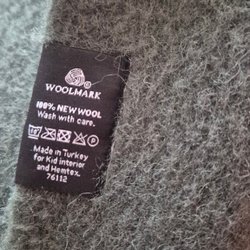 WOOLMARK
100% NEW WOOL
Wash with care.
Made in Turkey
for Kid interior
and Hemtex.
76112